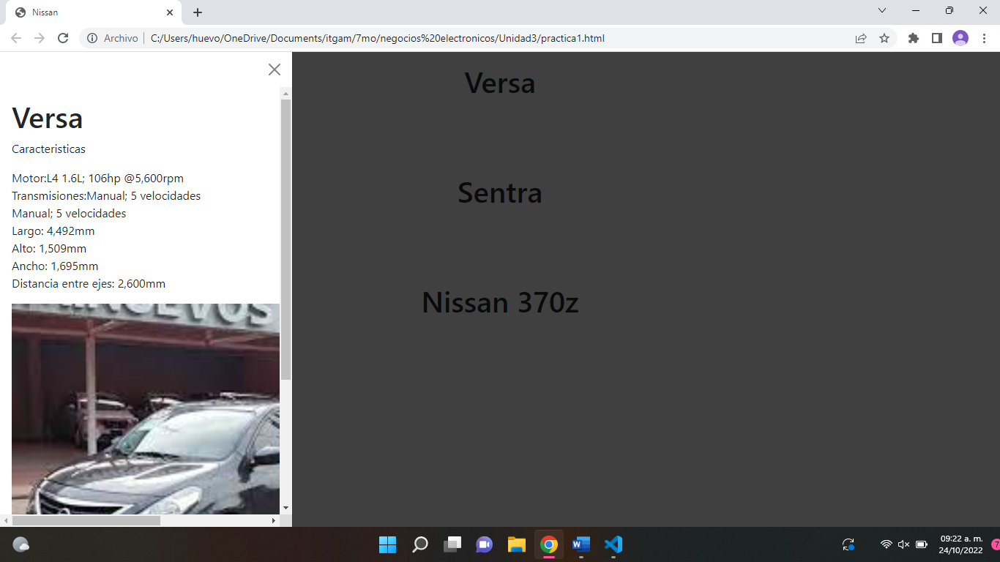 Nissan
Archivo
C:/Users/huevo/OneDrive/Documents/itgam/7mo/negocios%20electronicos/Unidad3/practica1.html
Versa
Caracteristicas
Motor:L4 1.6L; 106hp @5,600rpm
Transmisiones:Manual; 5 velocidades
Manual; 5 velocidades
Largo: 4,492mm
Alto: 1,509mm
Ancho: 1,695mm
Distancia entre ejes: 2,600mm
Versa
Sentra
Nissan 370z
09:22 a. m.
24/10/2022
7